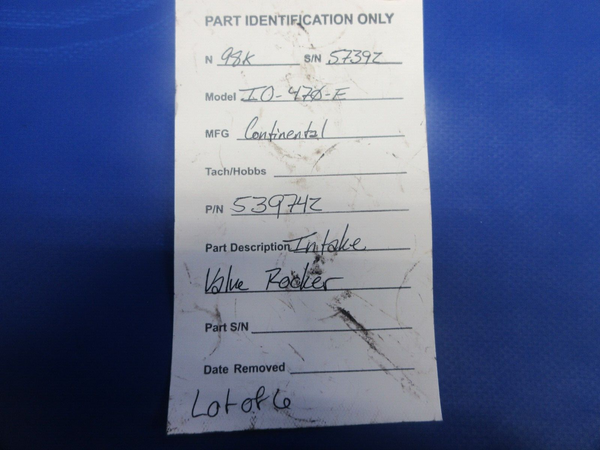 PART IDENTIFICATION ONLY
N 98K S/N 57392
Model IO-470-F
MFG Continental
Tach/Hobbs
P/N 539742
Part Description Intake
Valve Rocker
Part S/N
Date Removed
Lot of 6